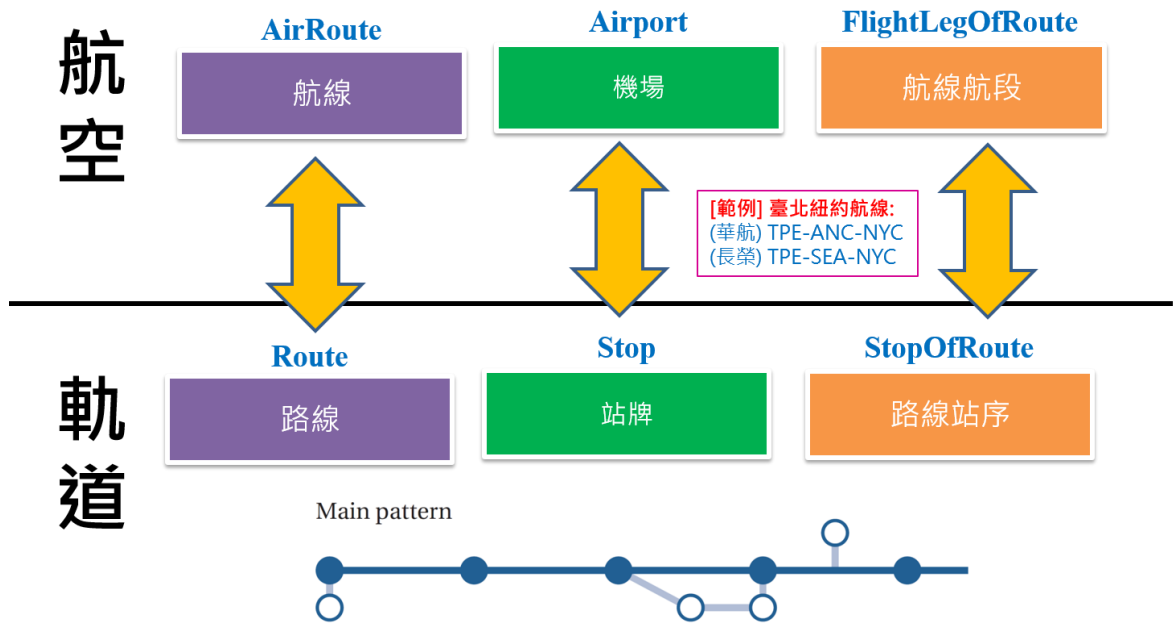 航空
AirRoute
Airport
FlightLegOfRoute
航線
機場
航線航段
[範例] 臺北紐約航線:
(華航) TPE-ANC-NYC
(長榮) TPE-SEA-NYC
軌道
Route
Stop
StopOfRoute
路線
站牌
路線站序
Main pattern